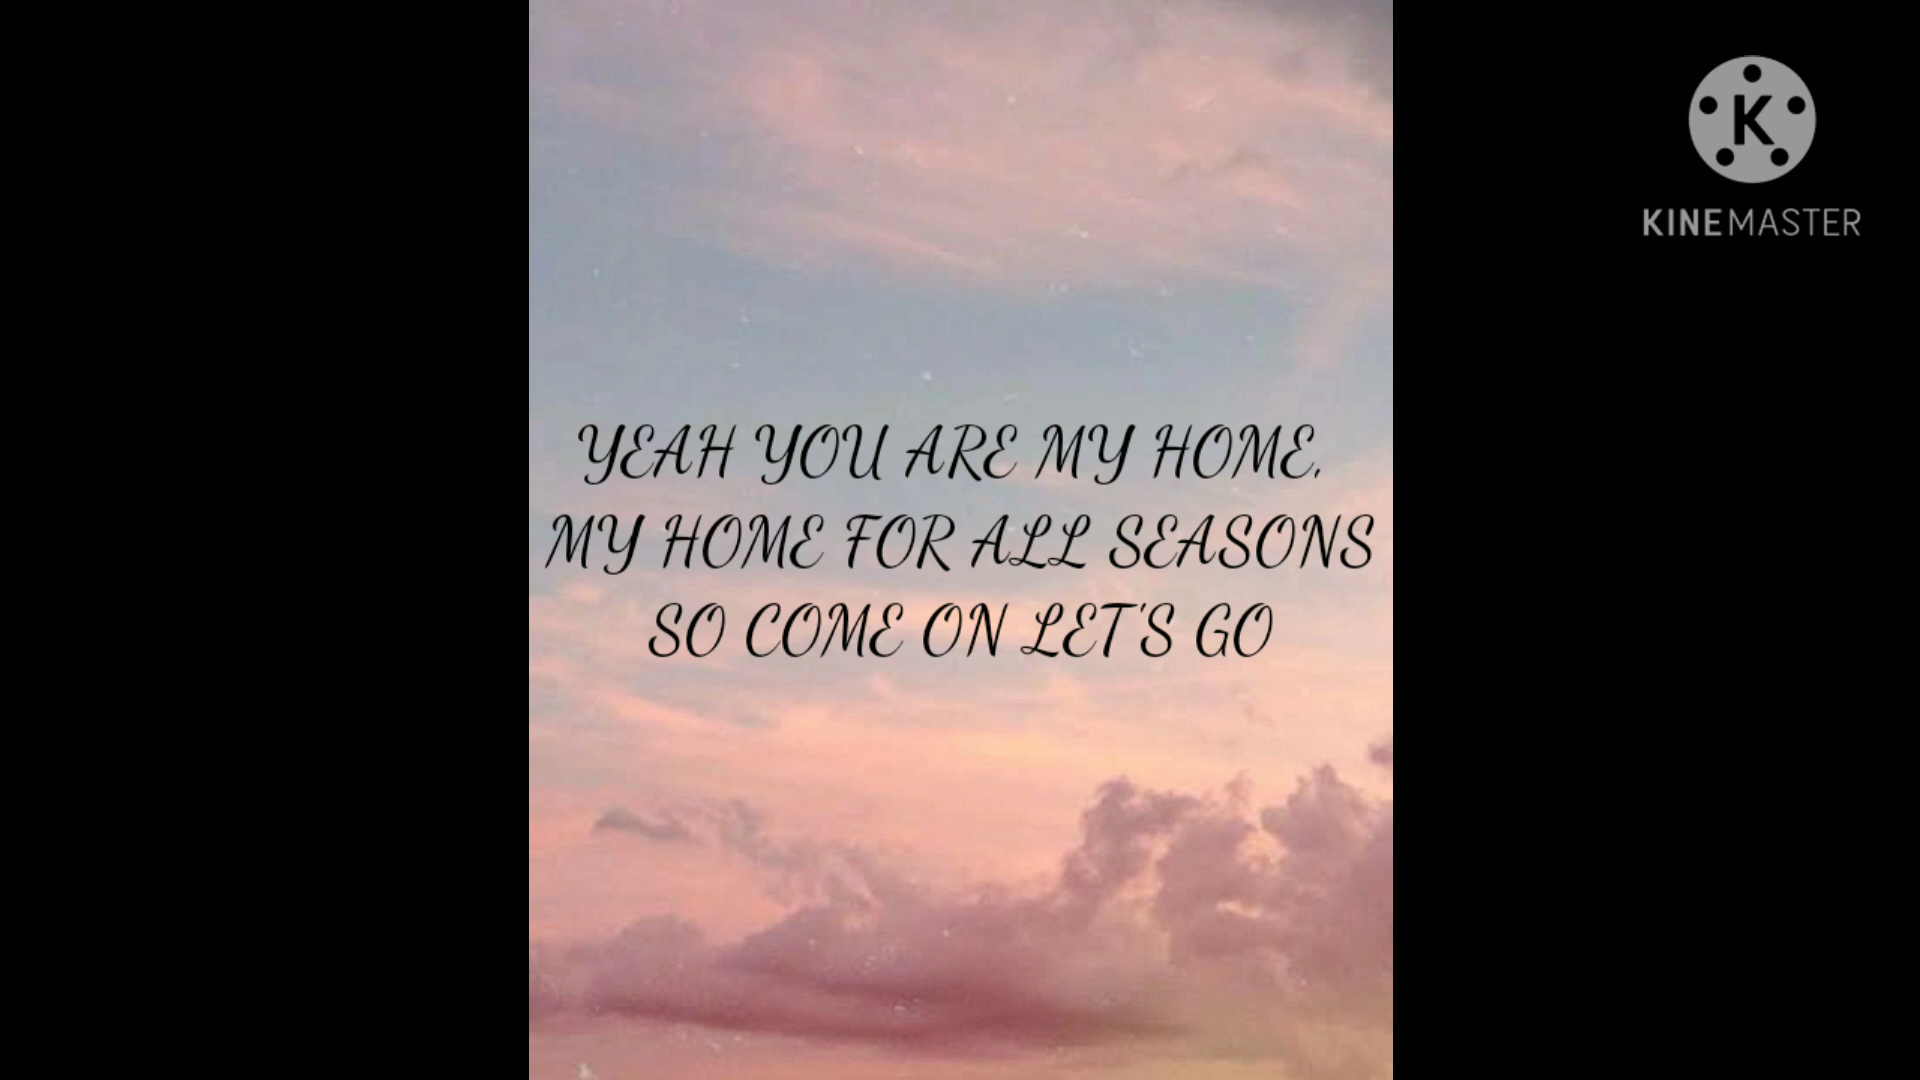 YEAH YOU ARE MY HOME,
MY HOME FOR ALL SEASONS
SO COME ON LET'S GO
K
KINEMASTER